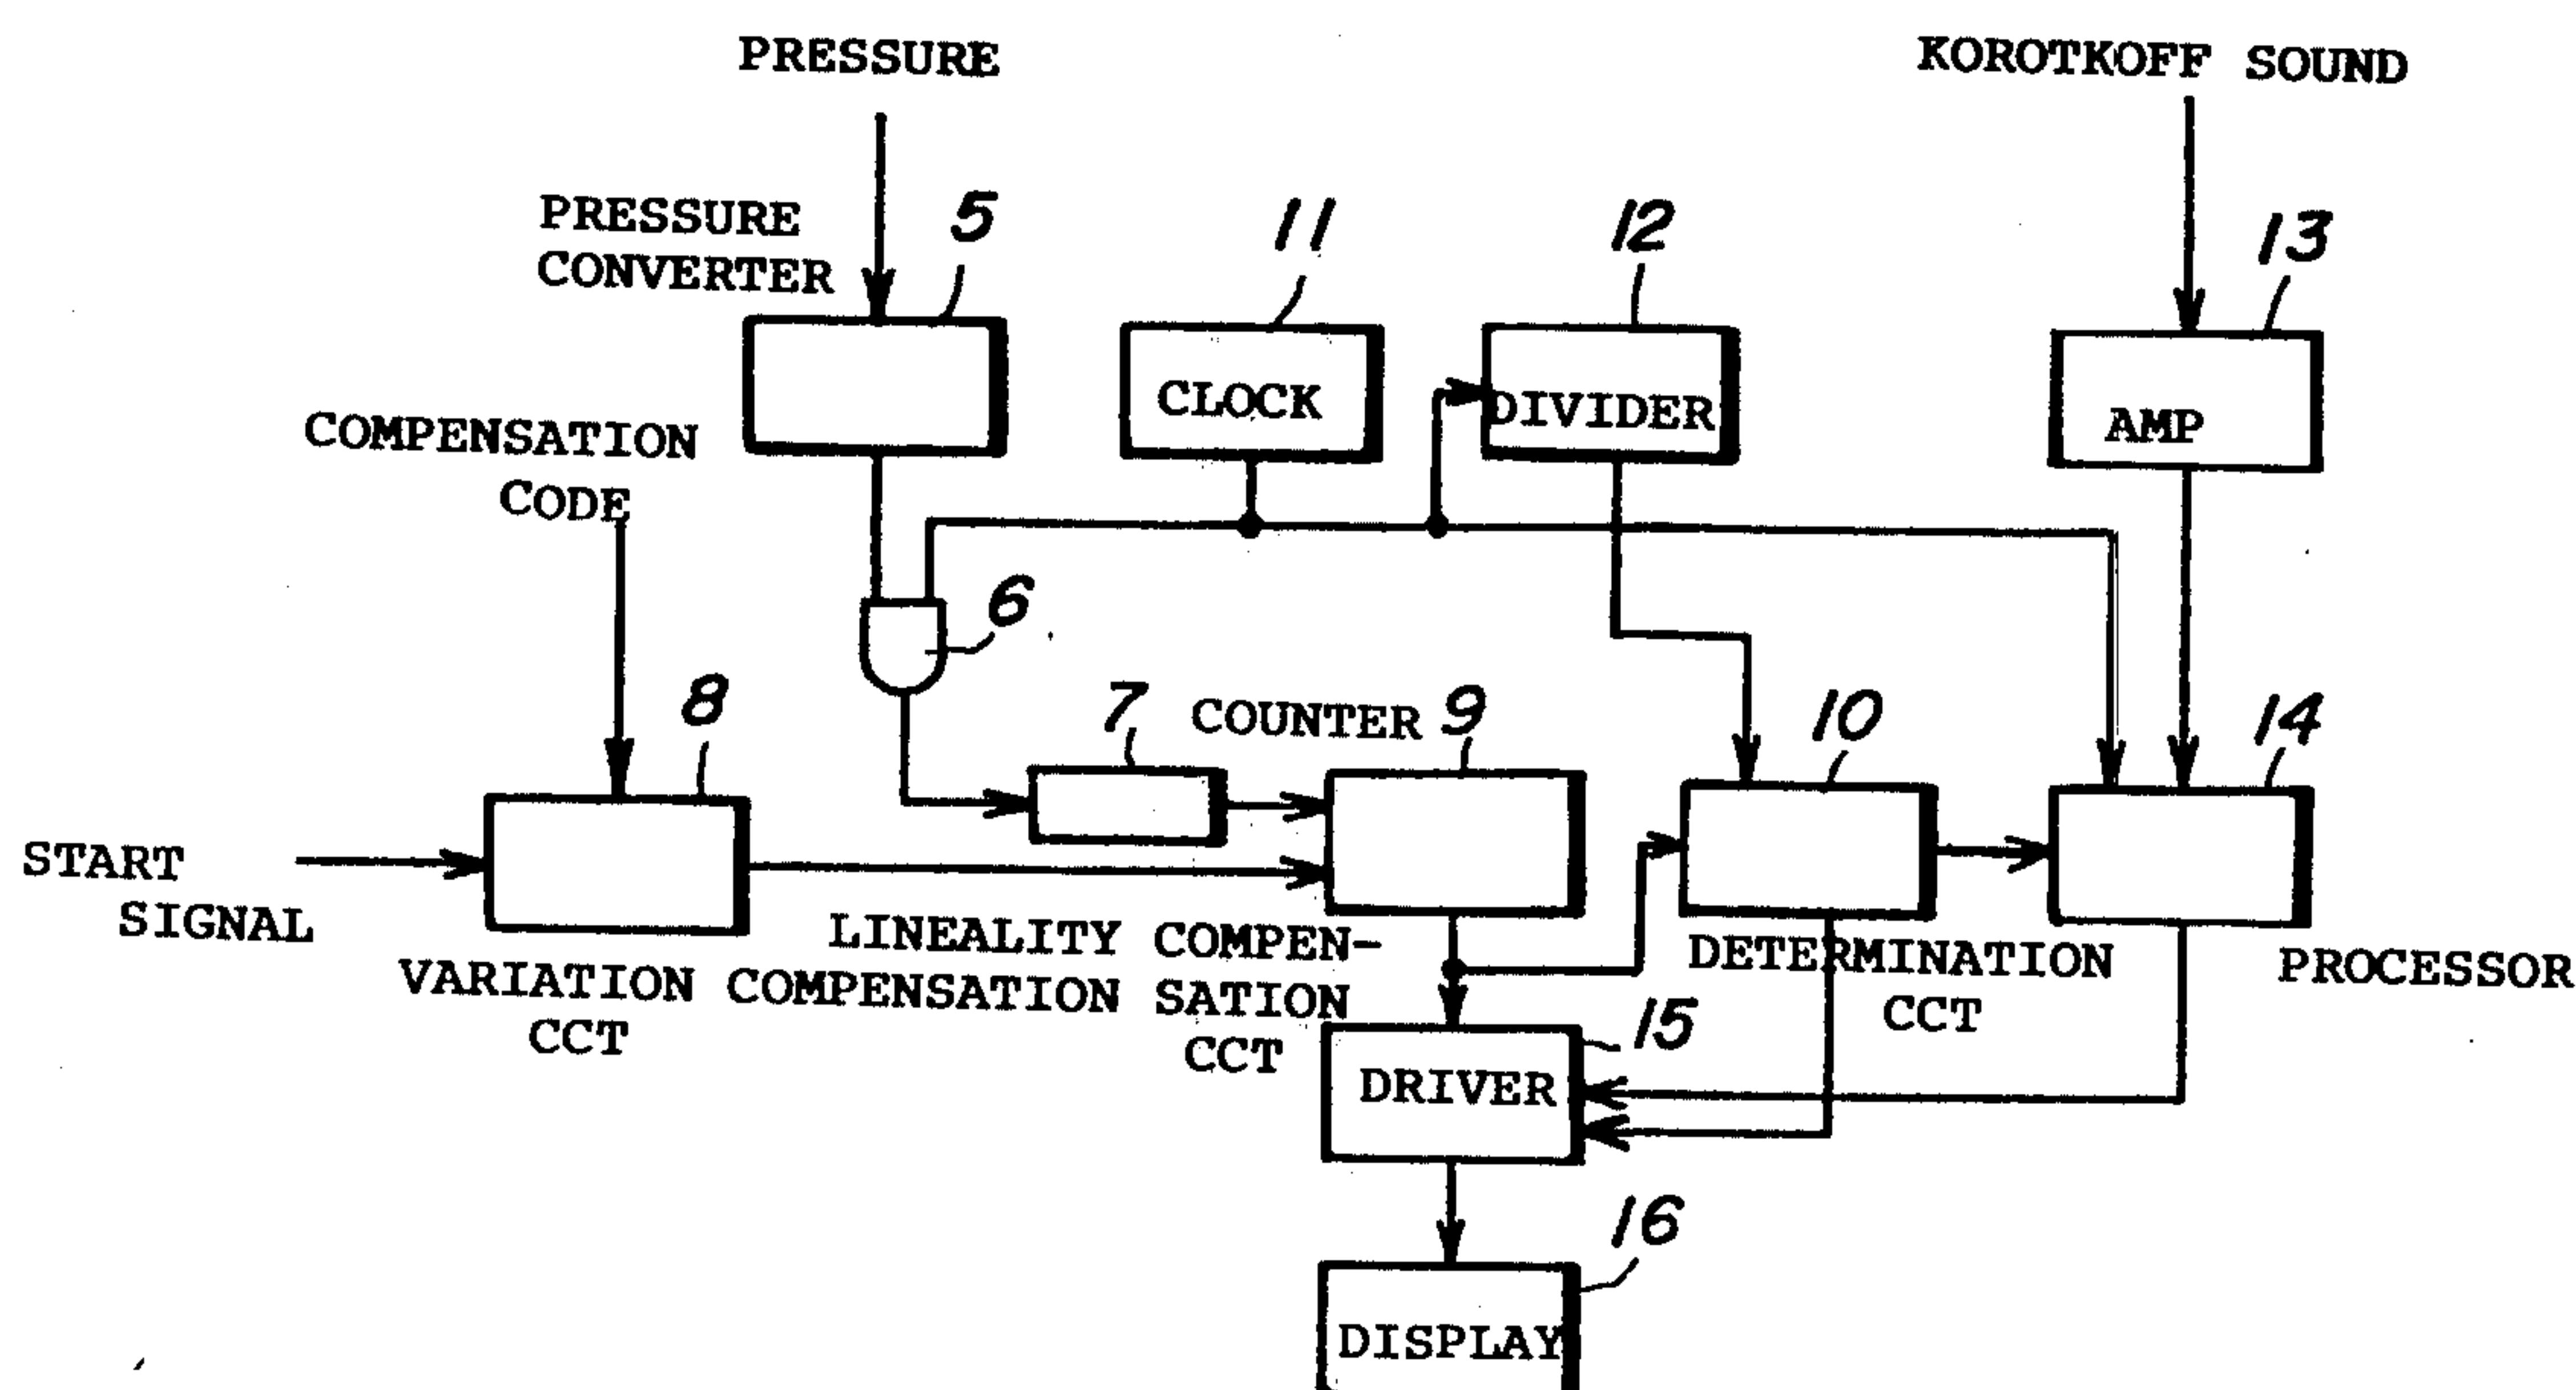 PRESSURE
KOROTKOFF SOUND
PRESSURE
CONVERTER
5
11
12
13
CLOCK
DIVIDER
AMP
COMPENSATION
CODE
6
8
7
COUNTER
9
10
14
START
SIGNAL
LINEALITY COMPEN-
SATION
CCT
VARIATION COMPENSATION
CCT
DETERMINATION
CCT
PROCESSOR
15
DRIVER
16
DISPLAY